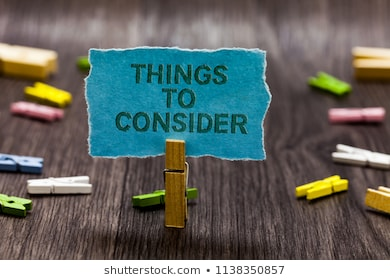 THINGS
TO
CONSIDER
shutterstock.com • 1138350857